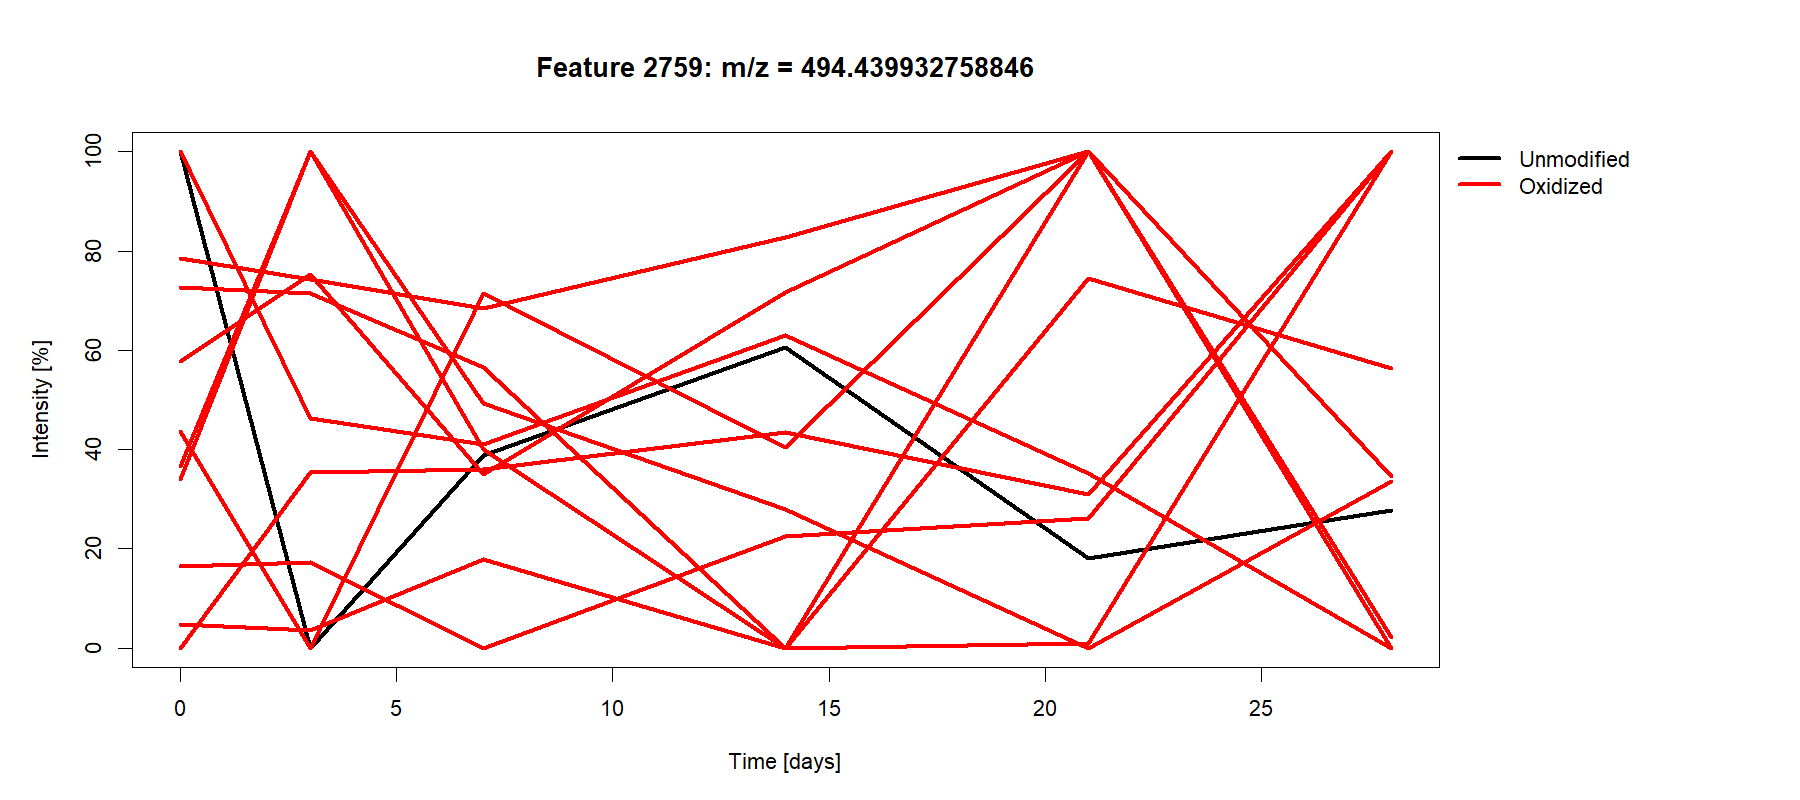 Feature 2759: m/z = 494.439932758846
Unmodified
Oxidized
Intensity [%]
100
80
60
40
20
0
0 5 10 15 20 25
Time [days]